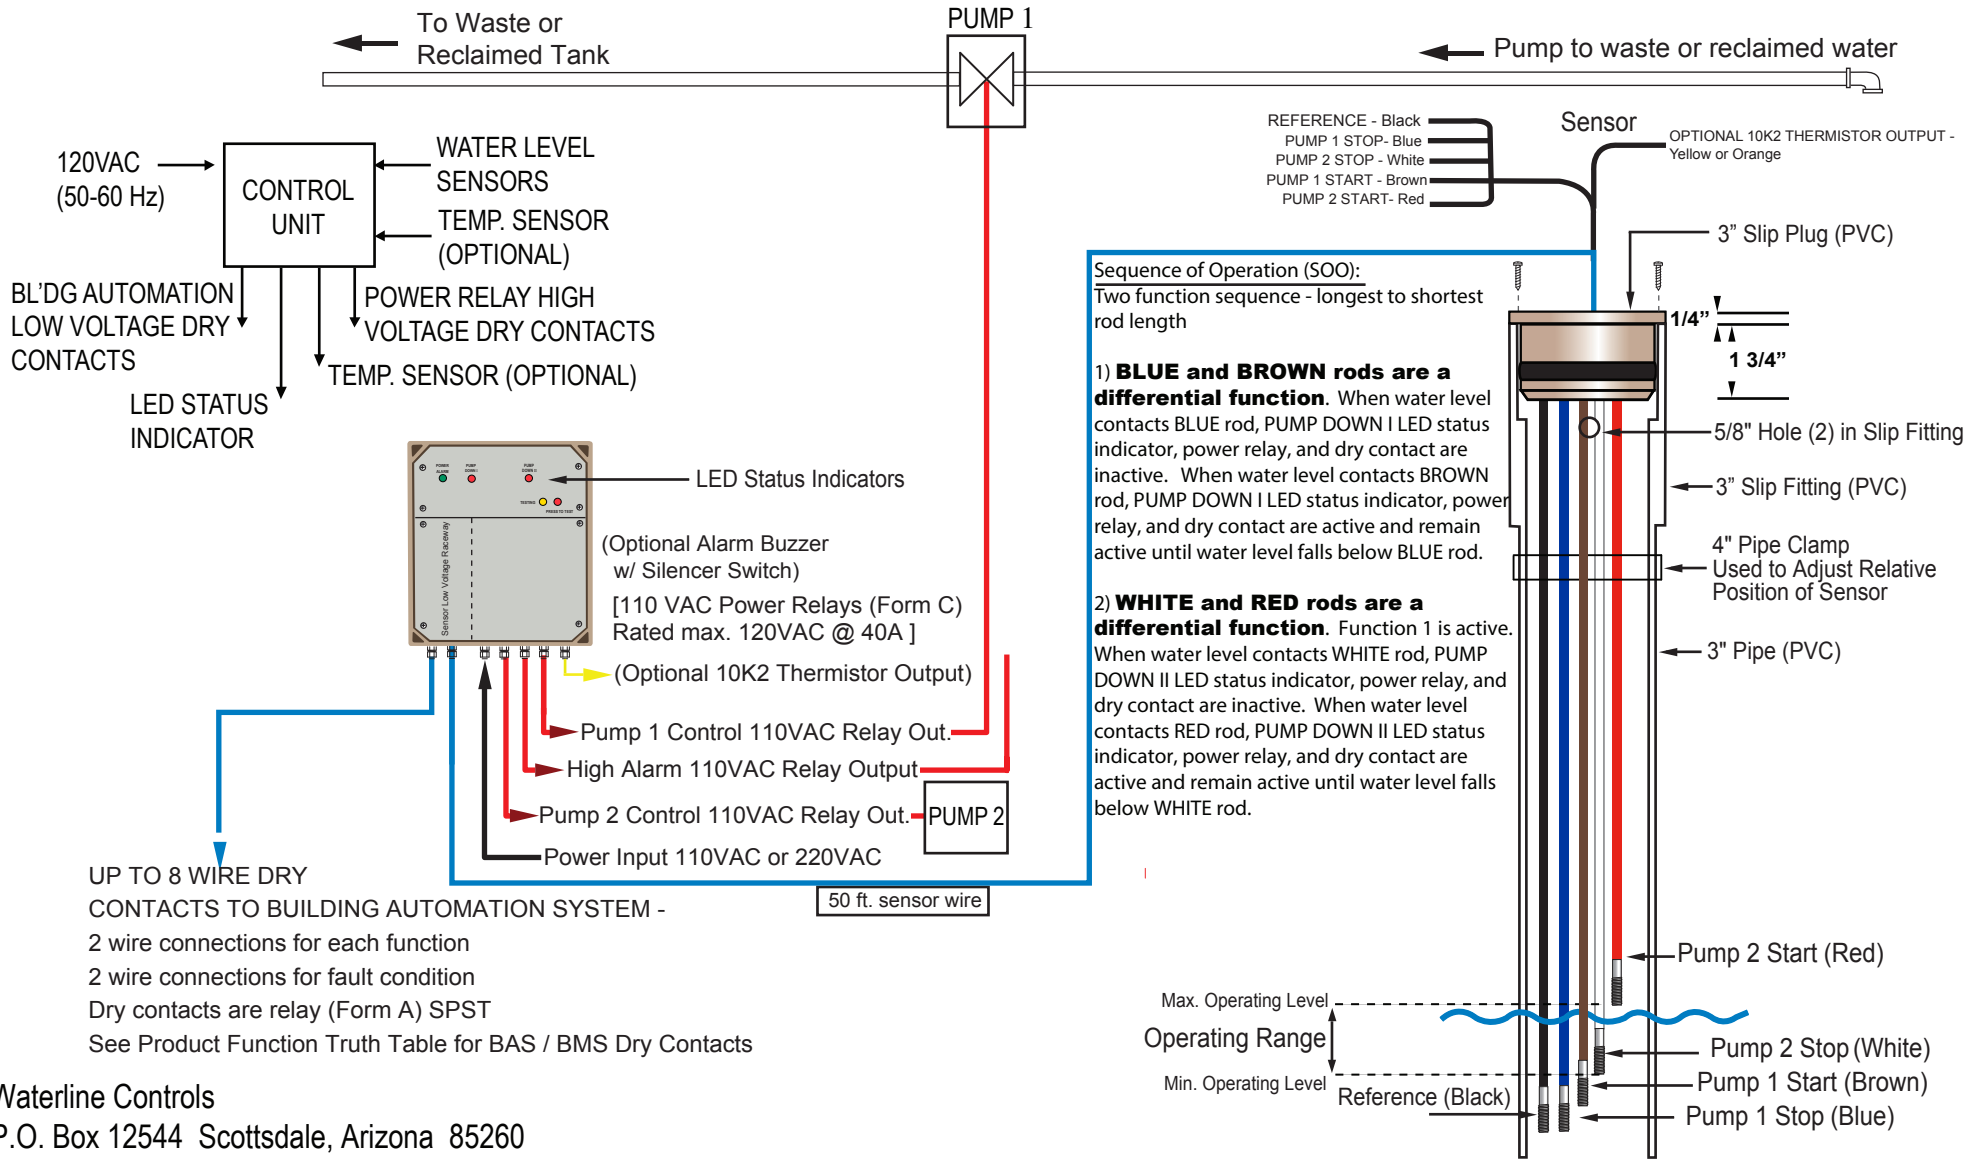 To Waste or
Reclaimed Tank
PUMP 1
Pump to waste or reclaimed water
REFERENCE - Black
PUMP 1 STOP- Blue
PUMP 2 STOP - White
PUMP 1 START - Brown
PUMP 2 START- Red
Sensor
OPTIONAL 10K2 THERMISTOR OUTPUT -
Yellow or Orange
120VAC
(50-60 Hz)
CONTROL
UNIT
WATER LEVEL
SENSORS
TEMP. SENSOR
(OPTIONAL)
BL'DG AUTOMATION
LOW VOLTAGE DRY
CONTACTS
POWER RELAY HIGH
VOLTAGE DRY CONTACTS
TEMP. SENSOR (OPTIONAL)
LED STATUS
INDICATOR
3” Slip Plug (PVC)
1/4”
1 3/4”
5/8" Hole (2) in Slip Fitting
3” Slip Fitting (PVC)
4" Pipe Clamp
Used to Adjust Relative
Position of Sensor
3" Pipe (PVC)
Sequence of Operation (SOO):
Two function sequence - longest to shortest
rod length
1) BLUE and BROWN rods are a
differential function. When water level
contacts BLUE rod, PUMP DOWN I LED status
indicator, power relay, and dry contact are
inactive. When water level contacts BROWN
rod, PUMP DOWN I LED status indicator, power
relay, and dry contact are active and remain
active until water level falls below BLUE rod.
2) WHITE and RED rods are a
differential function. Function 1 is active.
When water level contacts WHITE rod, PUMP
DOWN II LED status indicator, power relay, and
dry contact are inactive. When water level
contacts RED rod, PUMP DOWN II LED status
indicator, power relay, and dry contact are
active and remain active until water level falls
below WHITE rod.
POWER
ALARM
PUMP
DOWN I
PUMP
DOWN II
TESTING
PRESS TO TEST
Sensor Low Voltage Raceway
LED Status Indicators
(Optional Alarm Buzzer
w/ Silencer Switch)
[110 VAC Power Relays (Form C)
Rated max. 120VAC @ 40A ]
(Optional 10K2 Thermistor Output)
Pump 1 Control 110VAC Relay Out.
High Alarm 110VAC Relay Output
Pump 2 Control 110VAC Relay Out.
PUMP 2
Power Input 110VAC or 220VAC
50 ft. sensor wire
UP TO 8 WIRE DRY
CONTACTS TO BUILDING AUTOMATION SYSTEM -
2 wire connections for each function
2 wire connections for fault condition
Dry contacts are relay (Form A) SPST
See Product Function Truth Table for BAS / BMS Dry Contacts
Pump 2 Start (Red)
Max. Operating Level
Operating Range
Min. Operating Level
Reference (Black)
Pump 2 Stop (White)
Pump 1 Start (Brown)
Pump 1 Stop (Blue)
Waterline Controls
P.O. Box 12544 Scottsdale, Arizona 85260